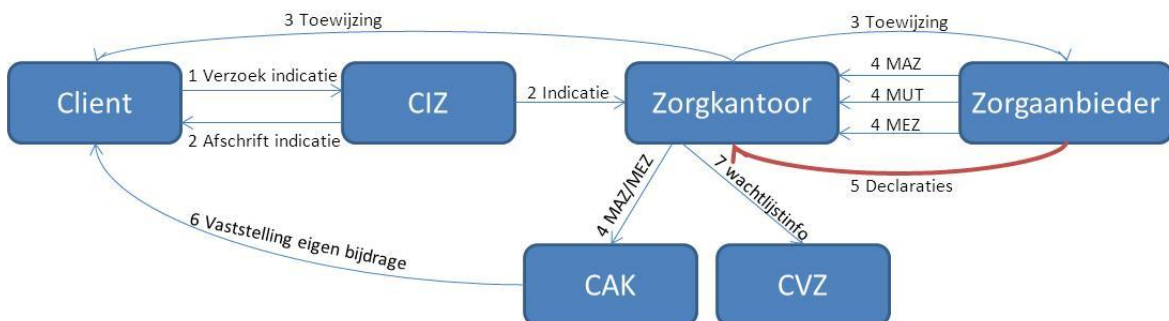 3 Toewijzing
3 Toewijzing
Client
1 Verzoek indicatie
2 Afschrift indicatie
CIZ
2 Indicatie
Zorgkantoor
4 MAZ
4 MUT
4 MEZ
Zorgaanbieder
5 Declaraties
4 MAZ/MEZ
7 wachtlijstinfo
6 Vaststelling eigen bijdrage
CAK
CVZ